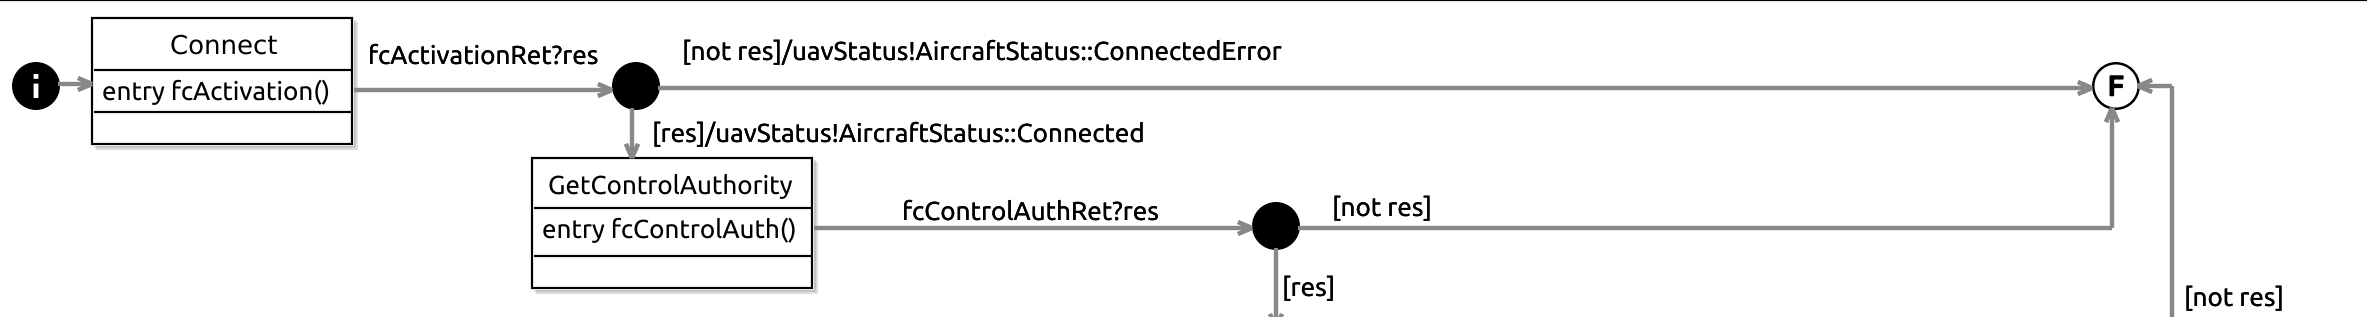 Connect
i
entry fcActivation()
fcActivationRet?res
[not res]/uavStatus!AircraftStatus::ConnectedError
F
[res]/uavStatus!AircraftStatus::Connected
GetControlAuthority
entry fcControlAuth()
fcControlAuthRet?res
[not res]
[res]
[not res]